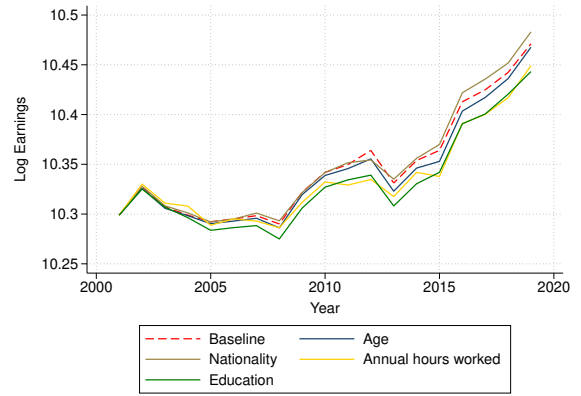 10.5
10.45
10.4
10.35
10.3
10.25
Log Earnings
2000 2005 2010 2015 2020
Year
Baseline Age
Nationality Annual hours worked
Education